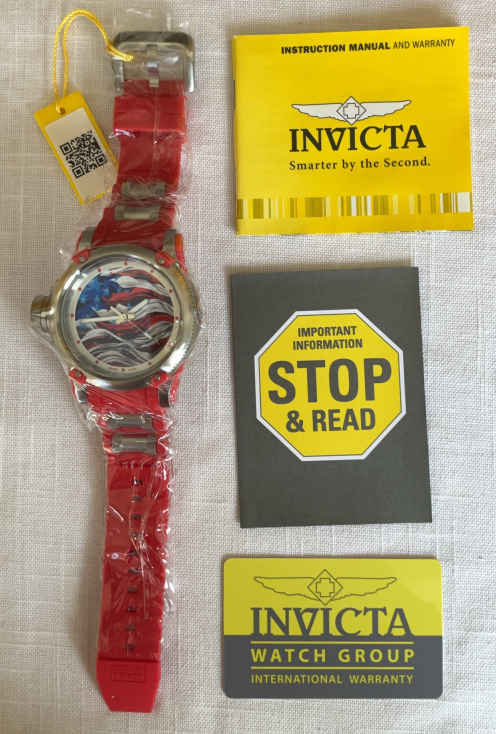 INSTRUCTION MANUAL AND WARRANTY
INVICTA
Smarter by the Second.
IMPORTANT
INFORMATION
STOP
& READ
INVICTA
WATCH GROUP
INTERNATIONAL WARRANTY